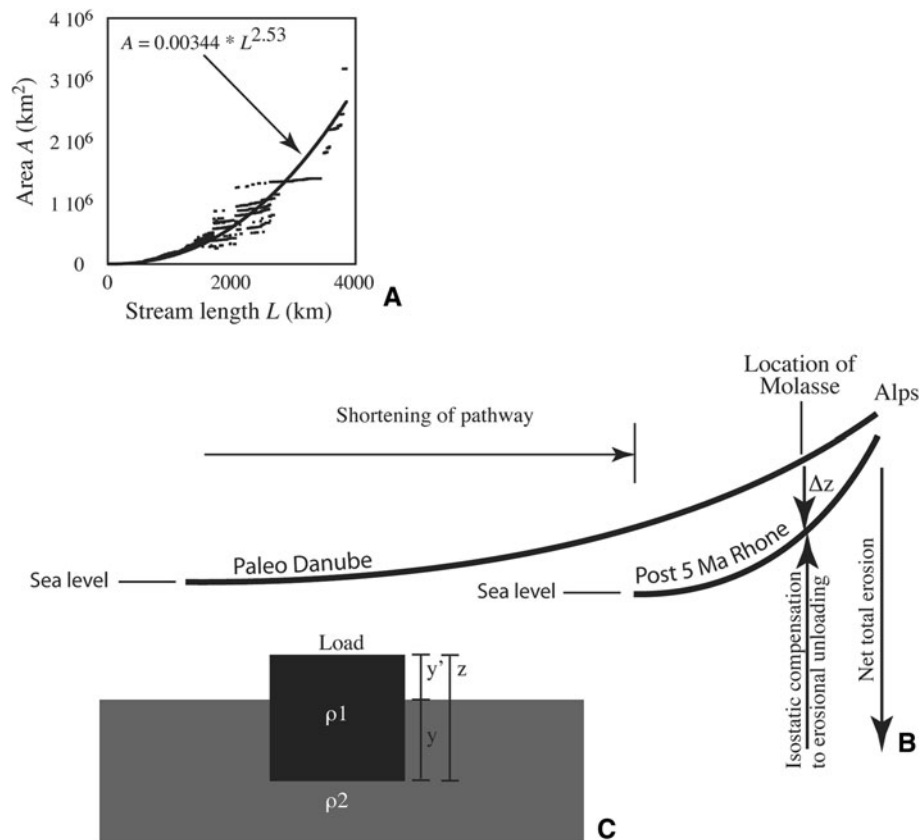 4 10⁶
A = 0.00344 * L^2.53
3 10⁶
2 10⁶
1 10⁶
0
Area A (km²)
0
2000
4000
Stream length L (km)
A
Location of
Molasse
Alps
Shortening of pathway
Δz
Paleo Danube
Post 5 Ma Rhone
Sea level
Sea level
Isostatic compensation
to erosional unloading
Net total erosion
B
Load
y'
z
ρ1
y
ρ2
C